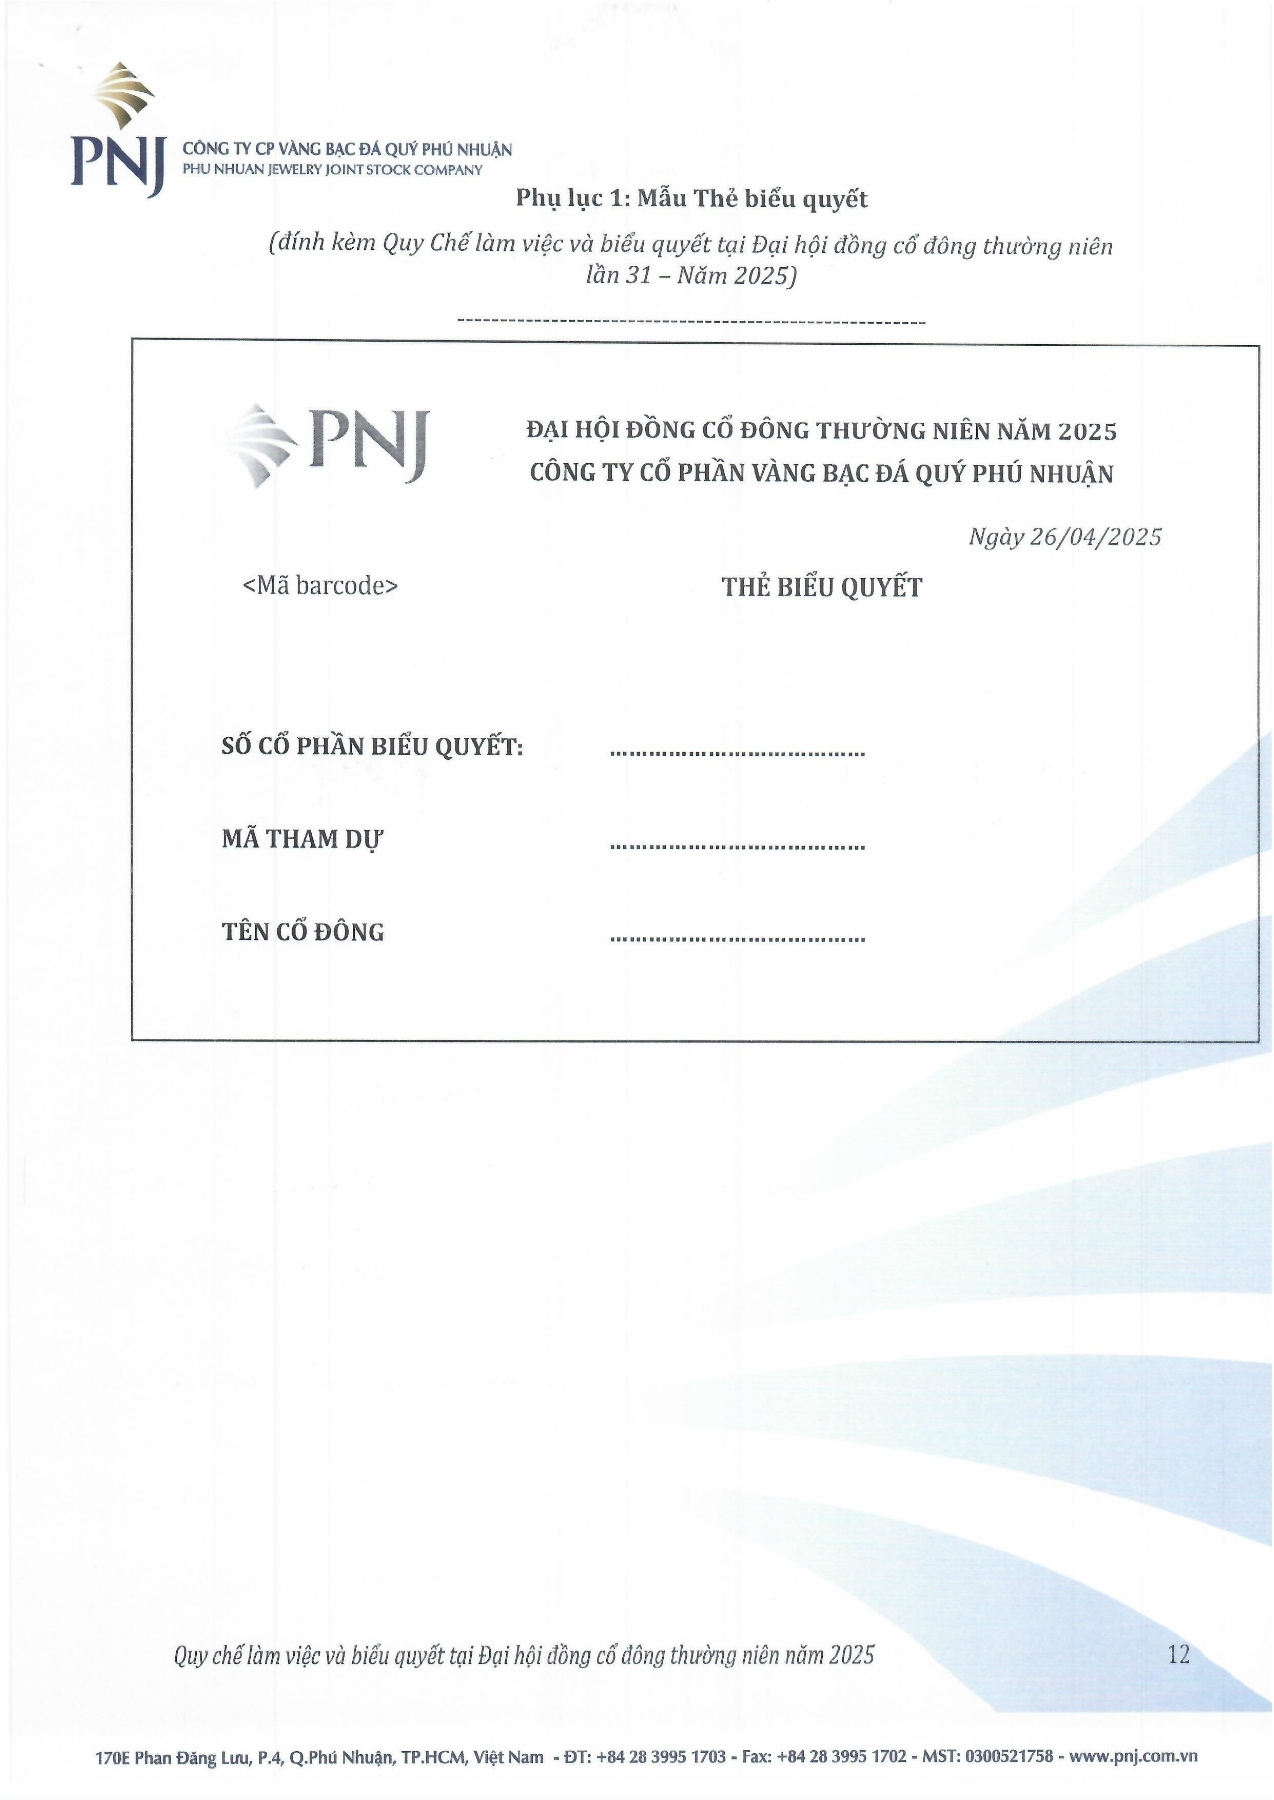 PNJ
CÔNG TY CP VÀNG BẠC ĐÁ QUÝ PHÚ NHUẬN
PHU NHUAN JEWELRY JOINT STOCK COMPANY
Phụ lục 1: Mẫu Thẻ biểu quyết
(đính kèm Quy Chế làm việc và biểu quyết tại Đại hội đồng cổ đông thường niên
lần 31 – Năm 2025)
-------------------------------------------------------
PNJ
ĐẠI HỘI ĐỒNG CỔ ĐÔNG THƯỜNG NIÊN NĂM 2025
CÔNG TY CỔ PHẦN VÀNG BẠC ĐÁ QUÝ PHÚ NHUẬN
Ngày 26/04/2025
<Mã barcode> THẺ BIỂU QUYẾT
SỐ CỔ PHẦN BIỂU QUYẾT: .......................................
MÃ THAM DỰ .......................................
TÊN CỔ ĐÔNG .......................................
Quy chế làm việc và biểu quyết tại Đại hội đồng cổ đông thường niên năm 2025 12
170E Phan Đăng Lưu, P.4, Q.Phú Nhuận, TP.HCM, Việt Nam - ĐT: +84 28 3995 1703 - Fax: +84 28 3995 1702 - MST: 0300521758 - www.pnj.com.vn